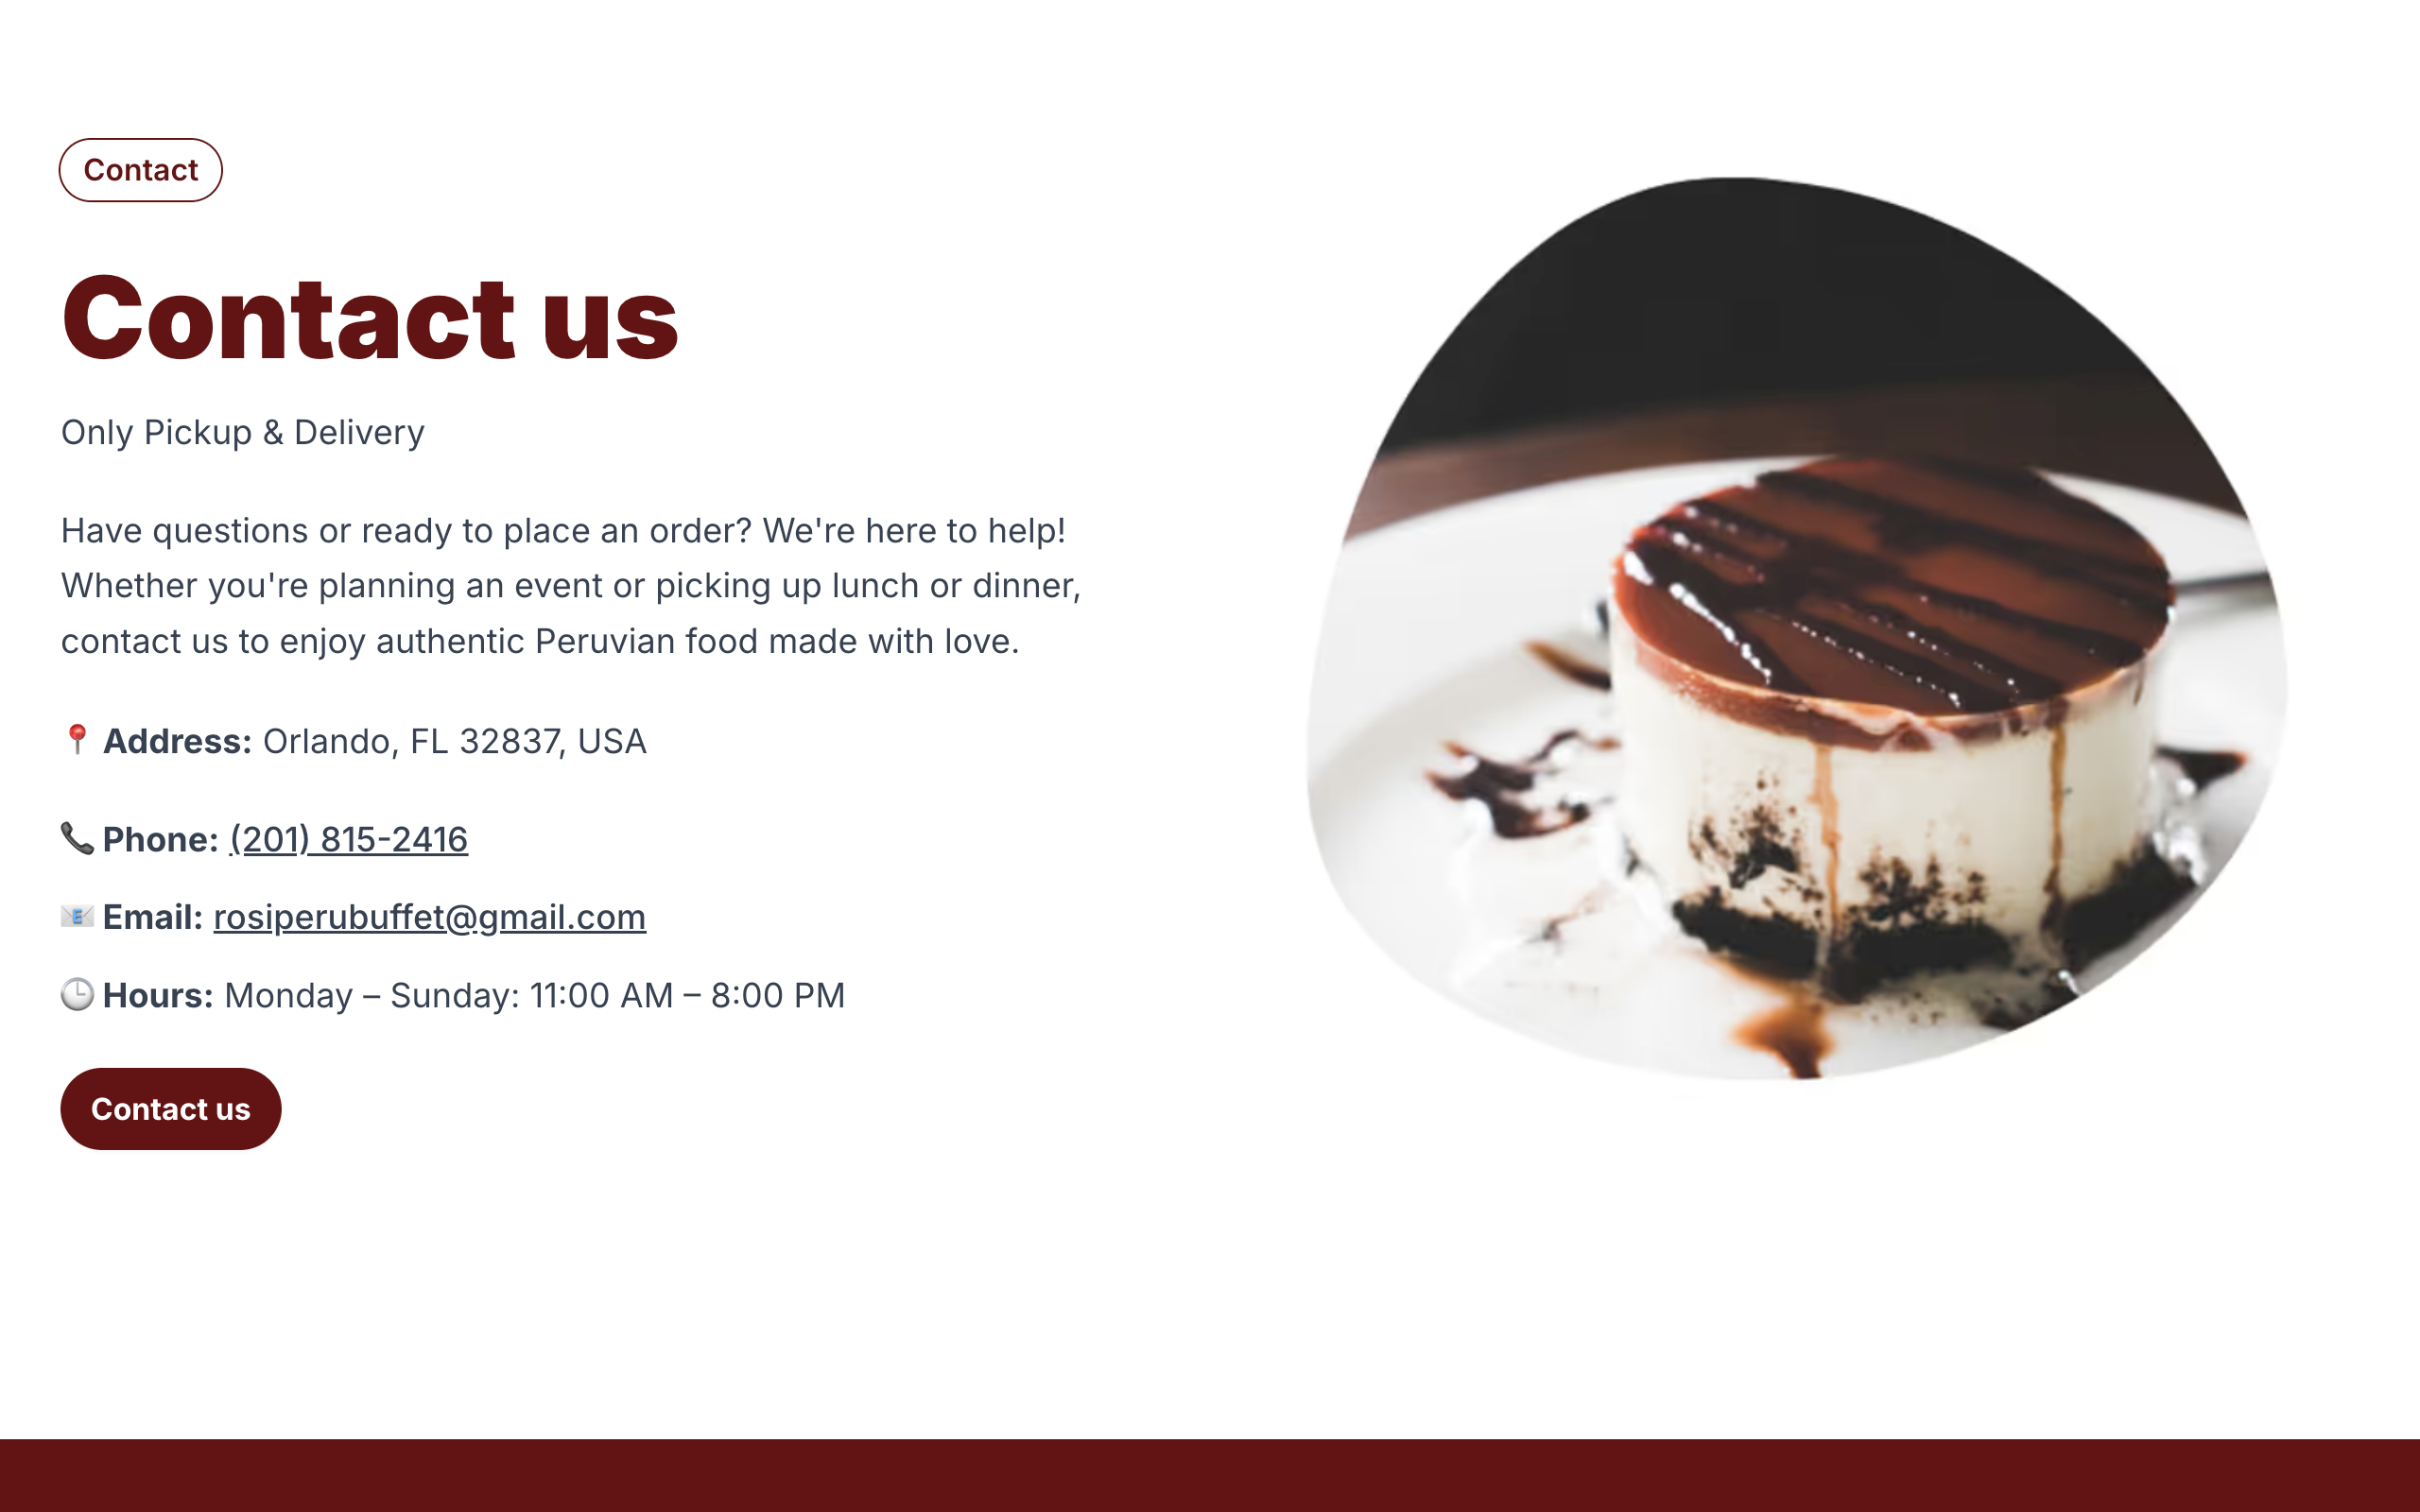 Contact
Contact us
Only Pickup & Delivery
Have questions or ready to place an order? We're here to help!
Whether you're planning an event or picking up lunch or dinner,
contact us to enjoy authentic Peruvian food made with love.
📍 Address: Orlando, FL 32837, USA
📞 Phone: (201) 815-2416
📧 Email: rosiperubuffet@gmail.com
🕒 Hours: Monday – Sunday: 11:00 AM – 8:00 PM
Contact us